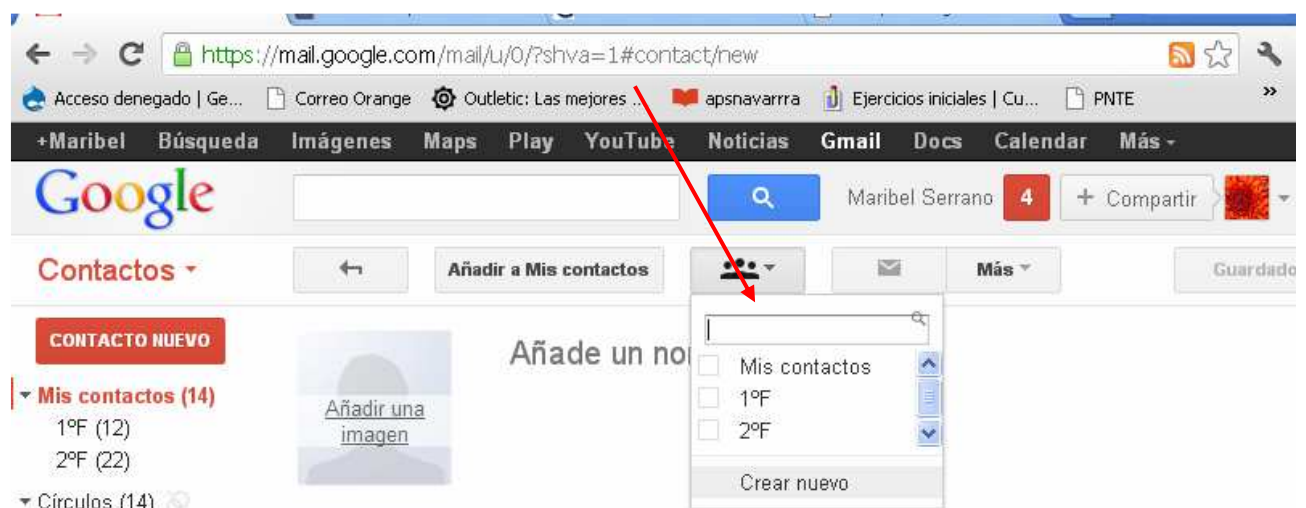 https://mail.google.com/mail/u/0/?shva=1#contact/new
Acceso denegado | Ge... Correo Orange Outletic: Las mejores ... apsnavarrra Ejercicios iniciales | Cu... PNTE »
+Maribel Búsqueda Imágenes Maps Play YouTube Noticias Gmail Docs Calendar Más
Google Maribel Serrano 4 + Compartir
Contactos Añadir a Mis contactos Más Guardado
CONTACTO NUEVO
Añade un
Mis contactos (14)
1ºF (12)
2ºF (22)
Círculos (14)
Añadir una
imagen
Mis contactos
1ºF
2ºF
Crear nuevo